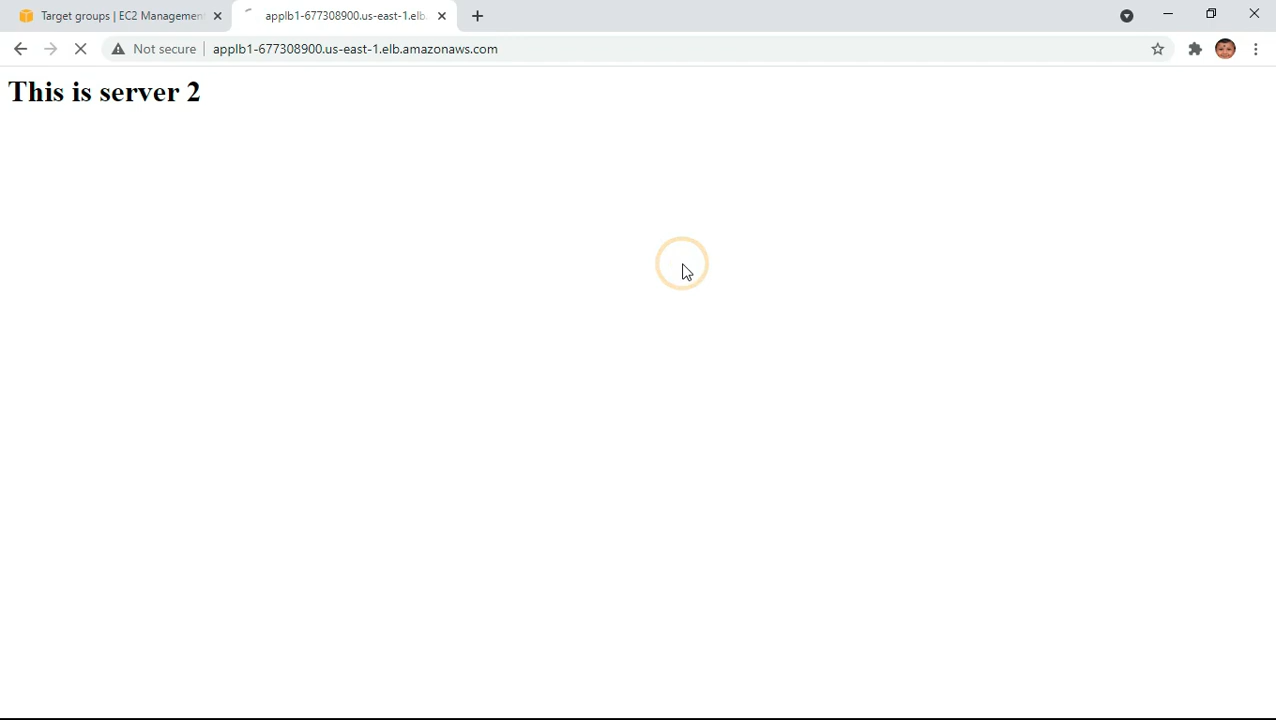 Target groups | EC2 Managemen
applb1-677308900.us-east-1.elb.
Not secure
applb1-677308900.us-east-1.elb.amazonaws.com
This is server 2